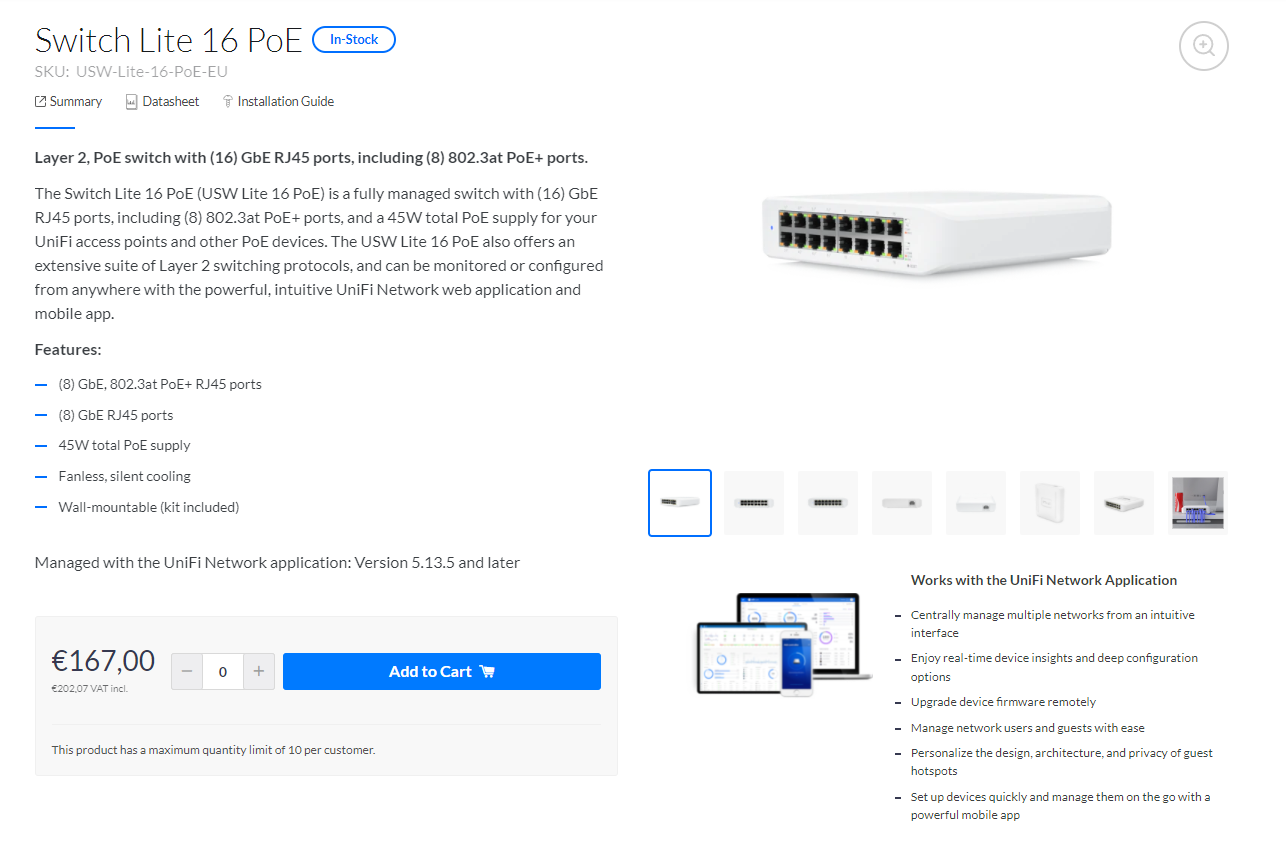 Switch Lite 16 PoE In-Stock
SKU: USW-Lite-16-PoE-EU
Summary Datasheet Installation Guide
Layer 2, PoE switch with (16) GbE RJ45 ports, including (8) 802.3at PoE+ ports.
The Switch Lite 16 PoE (USW Lite 16 PoE) is a fully managed switch with (16) GbE
RJ45 ports, including (8) 802.3at PoE+ ports, and a 45W total PoE supply for your
UniFi access points and other PoE devices. The USW Lite 16 PoE also offers an
extensive suite of Layer 2 switching protocols, and can be monitored or configured
from anywhere with the powerful, intuitive UniFi Network web application and
mobile app.
Features:
(8) GbE, 802.3at PoE+ RJ45 ports
(8) GbE RJ45 ports
45W total PoE supply
Fanless, silent cooling
Wall-mountable (kit included)
Managed with the UniFi Network application: Version 5.13.5 and later
€167,00
€202,07 VAT incl.
− 0 +
Add to Cart
This product has a maximum quantity limit of 10 per customer.
Works with the UniFi Network Application
Centrally manage multiple networks from an intuitive
interface
Enjoy real-time device insights and deep configuration
options
Upgrade device firmware remotely
Manage network users and guests with ease
Personalize the design, architecture, and privacy of guest
hotspots
Set up devices quickly and manage them on the go with a
powerful mobile app